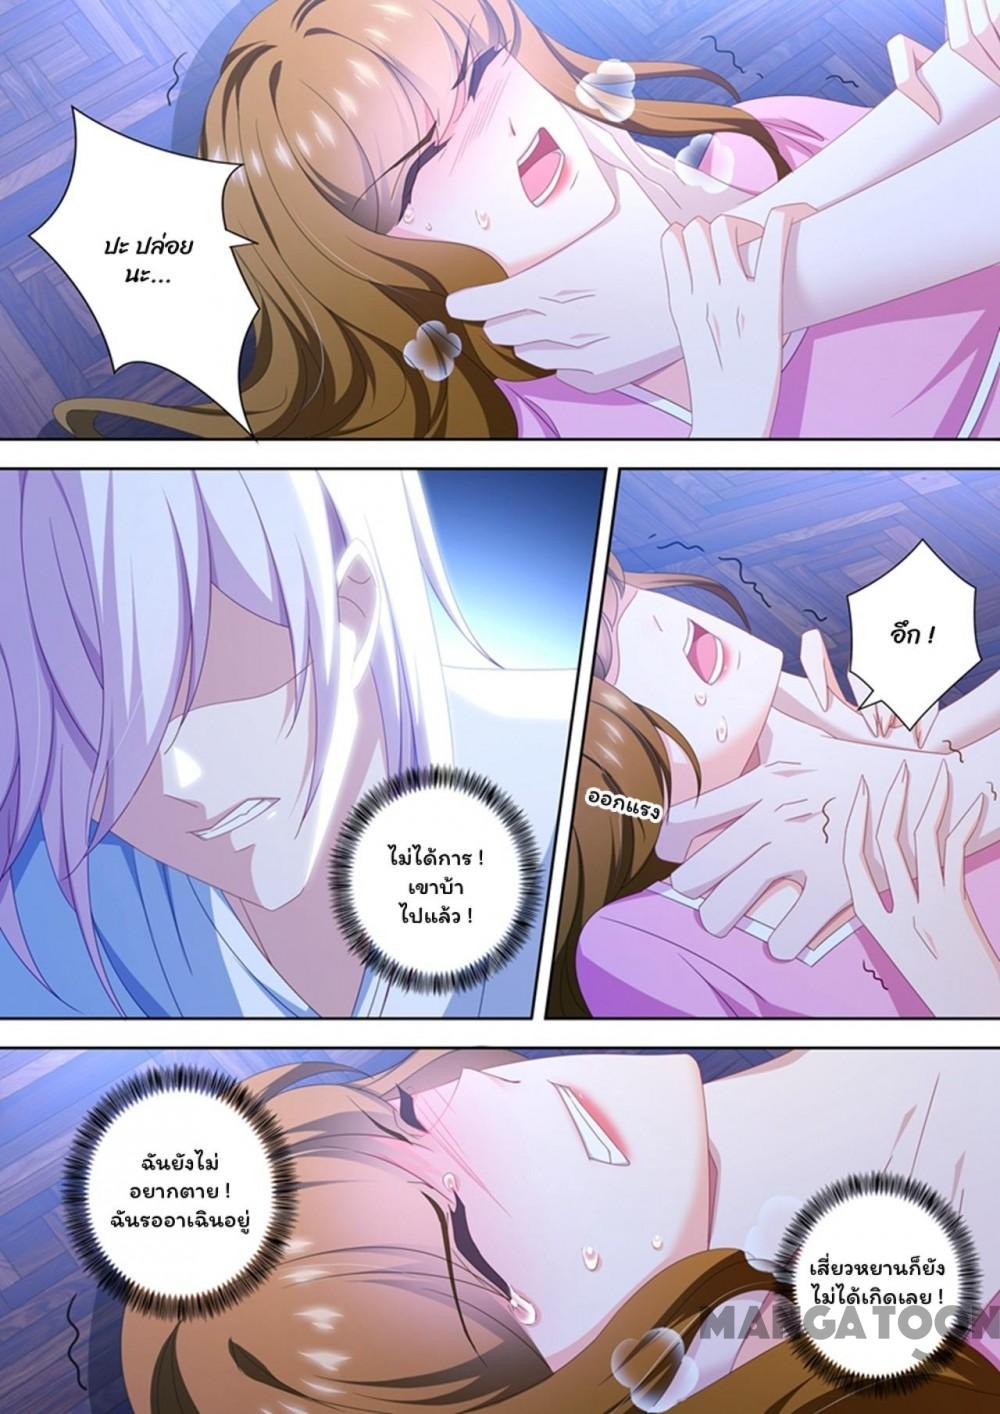 ปะ ปล่อย
นะ...
ไม่ได้การ !
เขาบ้า
ไปแล้ว !
อึก !
ออกแรง
ฉันยังไม่
อยากตาย !
ฉันรออาเฉินอยู่
เสี่ยวหยานก็ยัง
ไม่ได้เกิดเลย !
MANGATOON